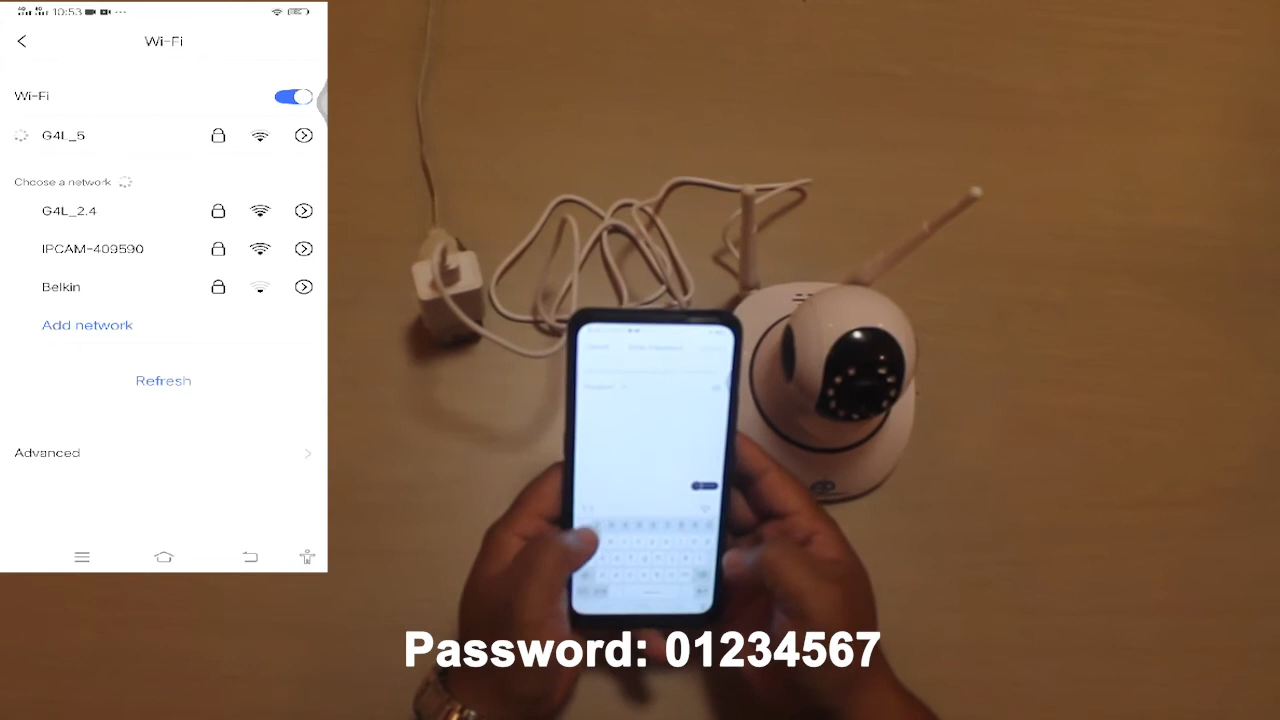 10:53
Wi-Fi
Wi-Fi
G4L_5
Choose a network
G4L_2.4
IPCAM-409590
Belkin
Add network
Refresh
Advanced
Password: 01234567